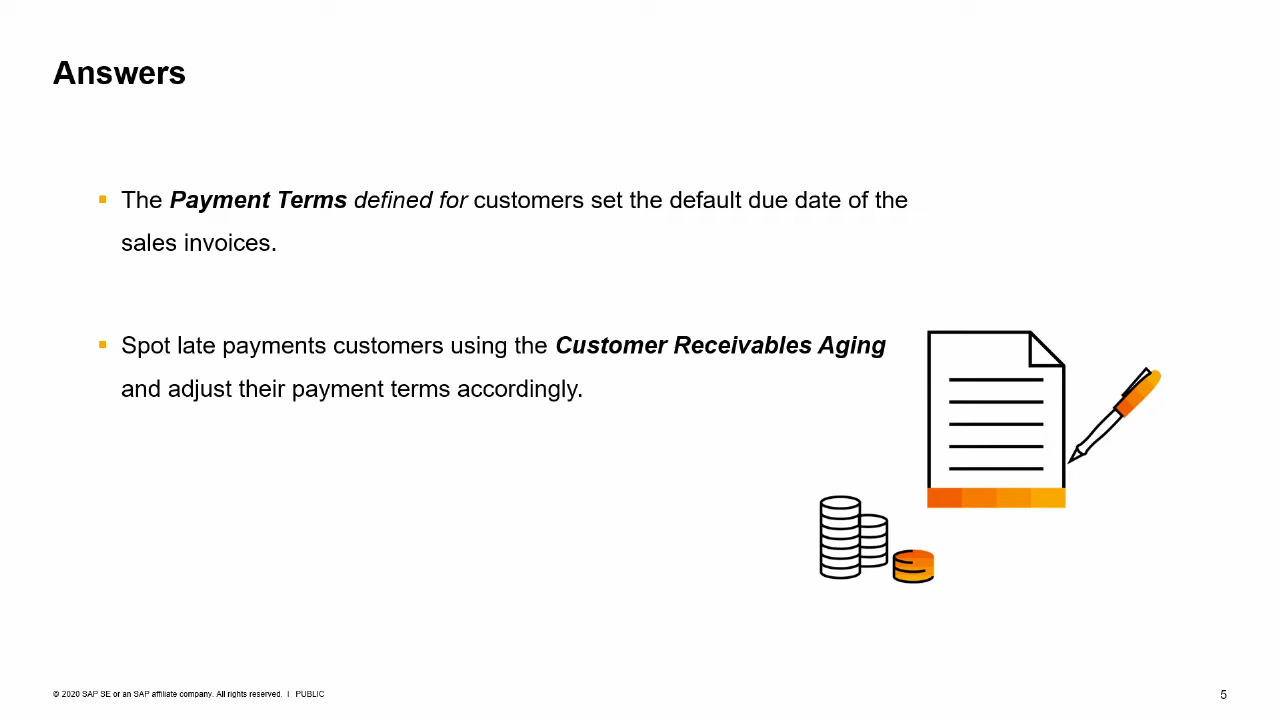 Answers
The Payment Terms defined for customers set the default due date of the
sales invoices.
Spot late payments customers using the Customer Receivables Aging
and adjust their payment terms accordingly.
© 2020 SAP SE or an SAP affiliate company. All rights reserved. | PUBLIC
5